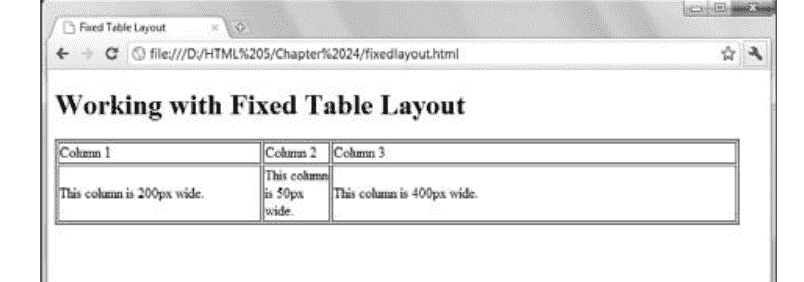 Fixed Table Layout
file:///D:/HTML%205/Chapter%2024/fixedlayout.html
Working with Fixed Table Layout
Column 1 Column 2 Column 3
This column is 200px wide.
This column
is 50px
wide.
This column is 400px wide.